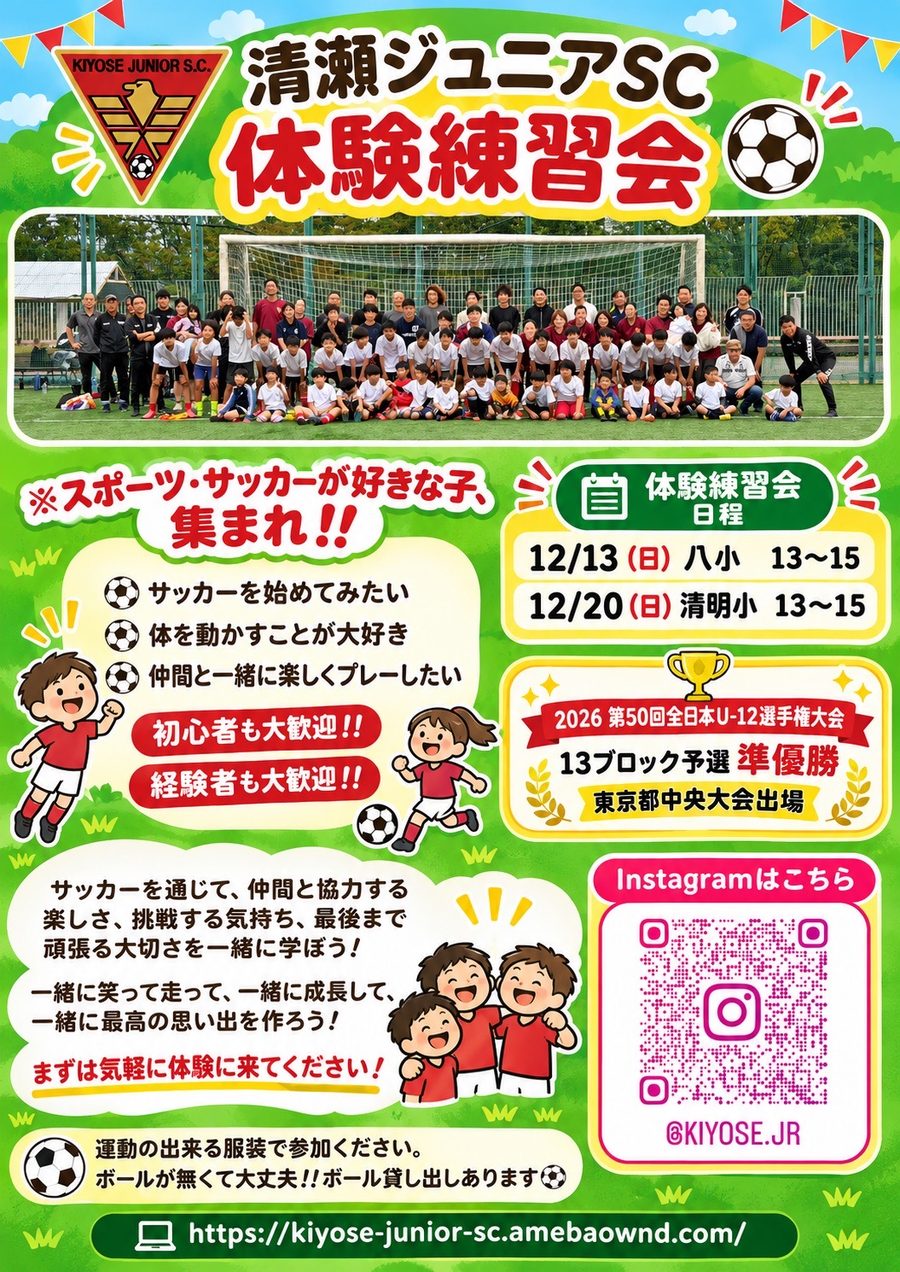 KIYOSE JUNIOR S.C.
清瀬ジュニアSC
体験練習会
※スポーツ・サッカーが好きな子、
集まれ!!
サッカーを始めてみたい
体を動かすことが大好き
仲間と一緒に楽しくプレーしたい
初心者も大歓迎!!
経験者も大歓迎!!
体験練習会
日程
12/13(日) 八小 13〜15
12/20(日) 清明小 13〜15
2026 第50回全日本U-12選手権大会
13ブロック予選 準優勝
東京都中央大会出場
サッカーを通じて、仲間と協力する
楽しさ、挑戦する気持ち、最後まで
頑張る大切さを一緒に学ぼう!
一緒に笑って走って、一緒に成長して、
一緒に最高の思い出を作ろう!
まずは気軽に体験に来てください!
Instagramはこちら
@KIYOSE.JR
運動の出来る服装で参加ください。
ボールが無くて大丈夫!!ボール貸し出しあります
https://kiyose-junior-sc.amebaownd.com/